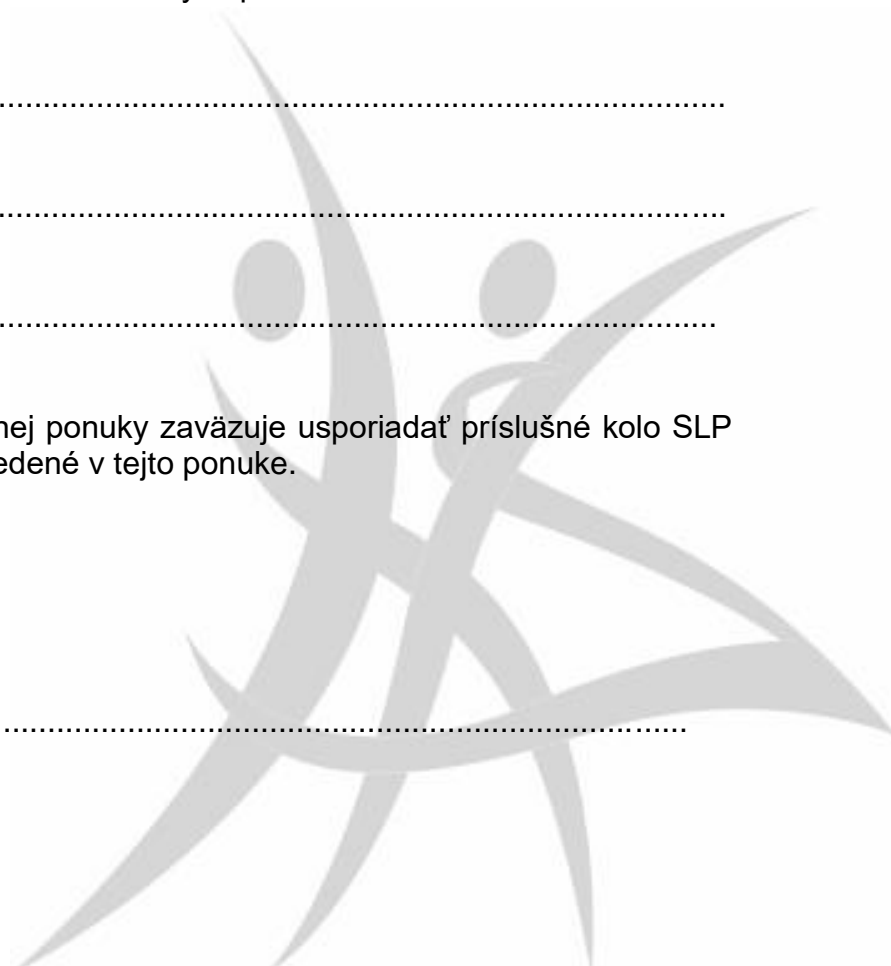 ................................................................................
................................................................................
...............................................................................
nej ponuky zaväzuje usporiadať príslušné kolo SLP
edené v tejto ponuke.
............................................................................